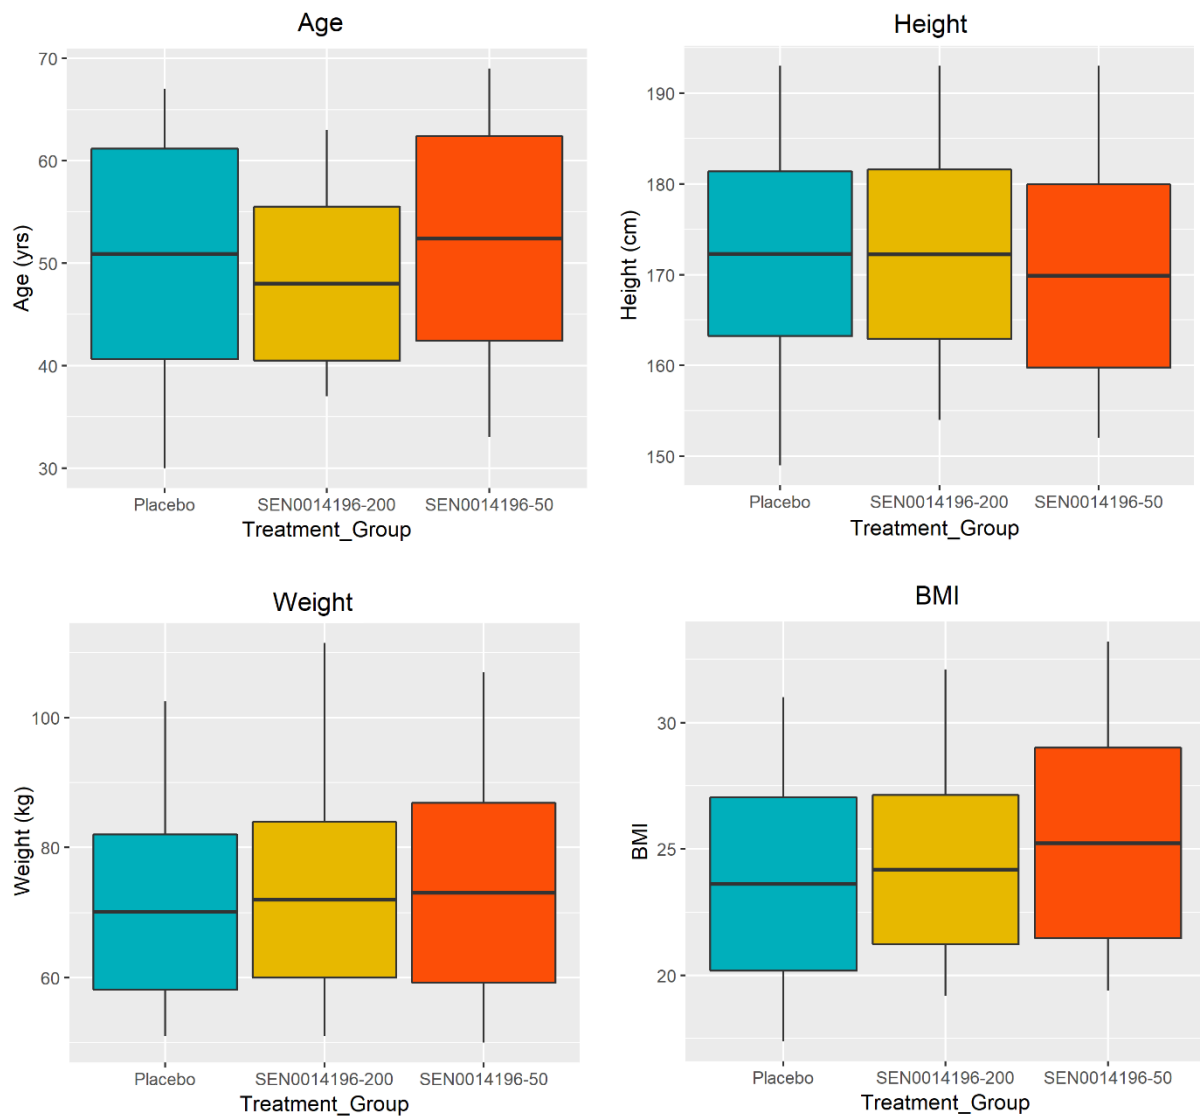 Age
70
60
50
40
30
Age (yrs)
Placebo SEN0014196-200 SEN0014196-50
Treatment_Group
Height
190
180
170
160
150
Height (cm)
Placebo SEN0014196-200 SEN0014196-50
Treatment_Group
Weight
100
80
60
Weight (kg)
Placebo SEN0014196-200 SEN0014196-50
Treatment_Group
BMI
30
25
20
BMI
Placebo SEN0014196-200 SEN0014196-50
Treatment_Group